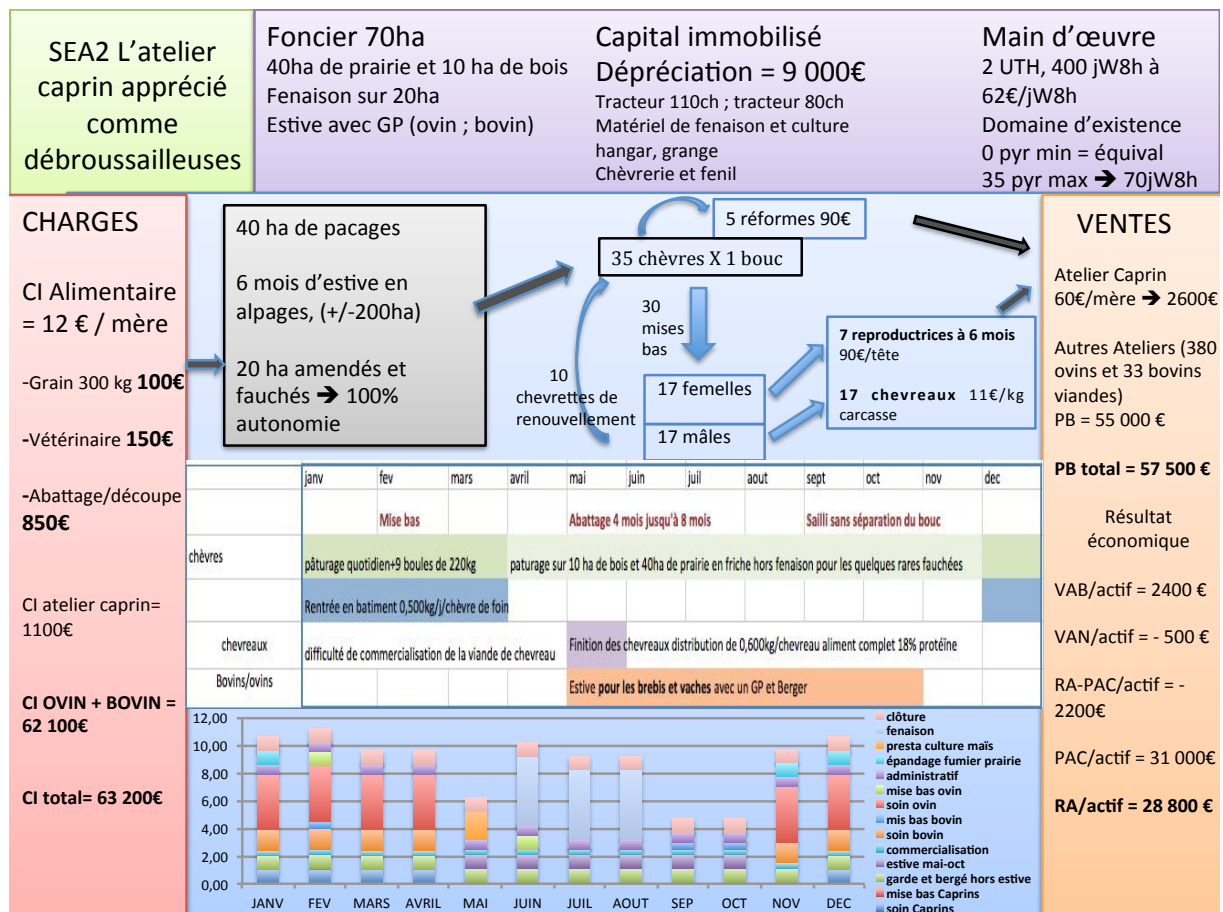 SEA2 L'atelier
caprin apprécié
comme
débroussailleuses
Foncier 70ha
40ha de prairie et 10 ha de bois
Fenaison sur 20ha
Estive avec GP (ovin ; bovin)
Capital immobilisé
Dépréciation = 9 000€
Tracteur 110ch ; tracteur 80ch
Matériel de fenaison et culture
hangar, grange
Chèvrerie et fenil
Main d'œuvre
2 UTH, 400 jW8h à
62€/jW8h
Domaine d'existence
0 pyr min = équival
35 pyr max ➔ 70jW8h
CHARGES
CI Alimentaire
= 12 € / mère
-Grain 300 kg 100€
-Vétérinaire 150€
-Abattage/découpe
850€
CI atelier caprin=
1100€
CI OVIN + BOVIN =
62 100€
CI total= 63 200€
40 ha de pacages
6 mois d'estive en
alpages, (+/-200ha)
20 ha amendés et
fauchés ➔ 100%
autonomie
5 réformes 90€
35 chèvres X 1 bouc
30
mises
bas
10
chevrettes de
renouvellement
17 femelles
17 mâles
7 reproductrices à 6 mois
90€/tête
17 chevreaux 11€/kg
carcasse
VENTES
Atelier Caprin
60€/mère ➔ 2600€
Autres Ateliers (380
ovins et 33 bovins
viandes)
PB = 55 000 €
PB total = 57 500 €
Résultat
économique
VAB/actif = 2400 €
VAN/actif = - 500 €
RA-PAC/actif = -
2200€
PAC/actif = 31 000€
RA/actif = 28 800 €
janv fev mars avril mai juin juil aout sept oct nov dec
Mise bas Abattage 4 mois jusqu'à 8 mois Sailli sans séparation du bouc
chèvres
pâturage quotidien+9 boules de 220kg paturage sur 10 ha de bois et 40ha de prairie en friche hors fenaison pour les quelques rares fauchées
Rentrée en batiment 0,500kg/j/chèvre de foin
chevreaux
difficulté de commercialisation de la viande de chevreau Finition des chevreaux distribution de 0,600kg/chevreau aliment complet 18% protéine
Bovins/ovins
Estive pour les brebis et vaches avec un GP et Berger
12,00
10,00
8,00
6,00
4,00
2,00
0,00
JANV FEV MARS AVRIL MAI JUIN JUIL AOUT SEP OCT NOV DEC
clôture
fenaison
presta culture maïs
épandage fumier prairie
administratif
mise bas ovin
soin ovin
mis bas bovin
soin bovin
commercialisation
estive mai-oct
garde et bergé hors estive
mise bas Caprins
soin Caprins